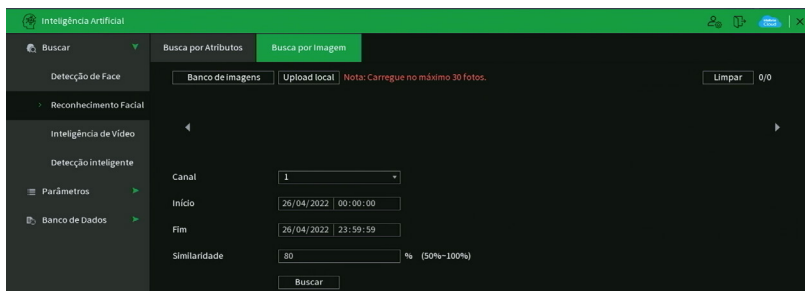 Inteligência Artificial
Buscar
Busca por Atributos
Busca por Imagem
Detecção de Face
Banco de imagens
Upload local
Nota: Carregue no máximo 30 fotos.
Limpar
0/0
Reconhecimento Facial
Inteligência de Vídeo
Detecção inteligente
Canal
1
Parâmetros
Início
26/04/2022 00:00:00
Banco de Dados
Fim
26/04/2022 23:59:59
Similaridade
80
% (50%~100%)
Buscar